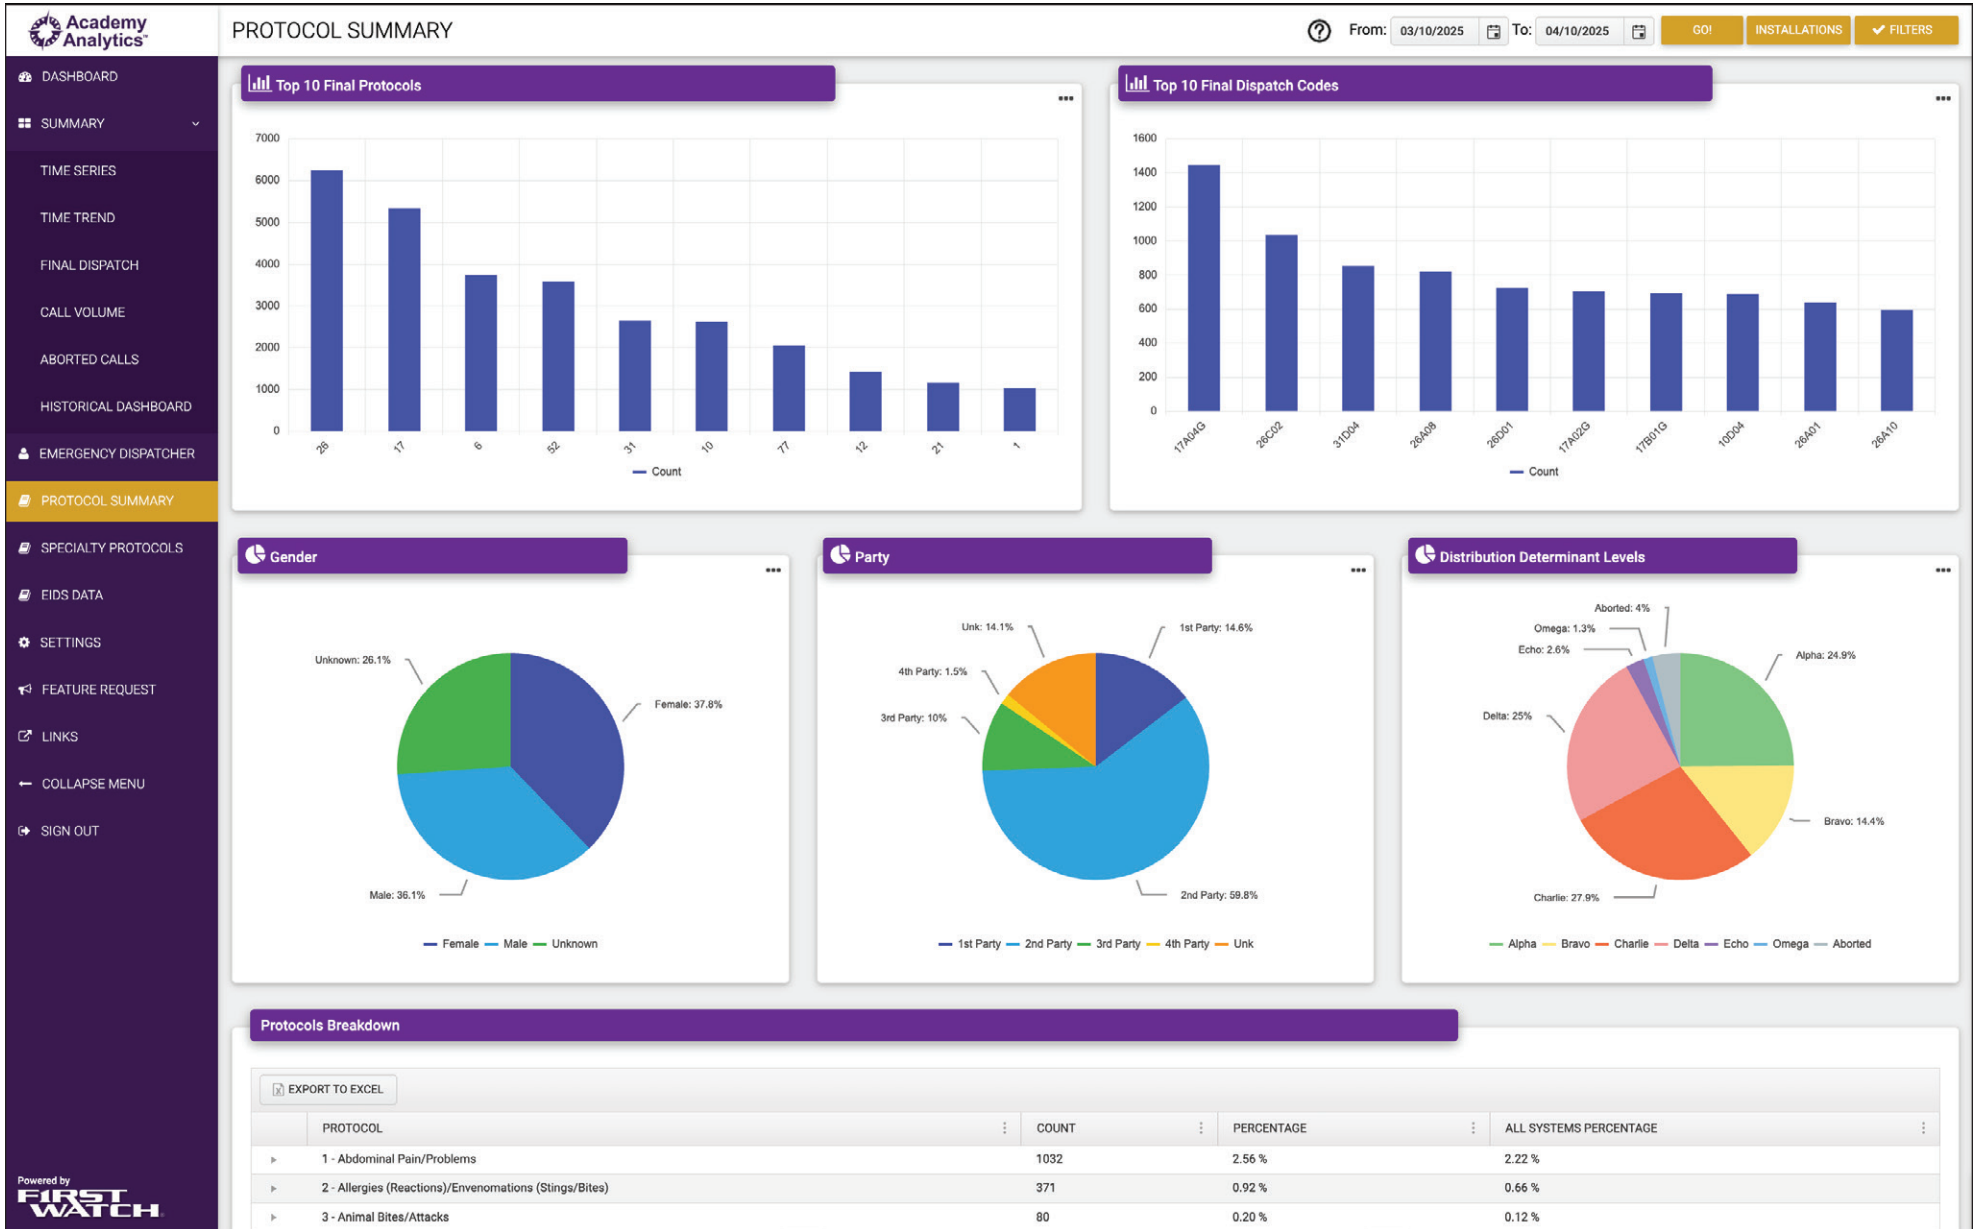 Academy
Analytics™
PROTOCOL SUMMARY
From: 03/10/2025 To: 04/10/2025 GO! INSTALLATIONS FILTERS
DASHBOARD
SUMMARY
TIME SERIES
TIME TREND
FINAL DISPATCH
CALL VOLUME
ABORTED CALLS
HISTORICAL DASHBOARD
EMERGENCY DISPATCHER
PROTOCOL SUMMARY
SPECIALTY PROTOCOLS
EIDS DATA
SETTINGS
FEATURE REQUEST
LINKS
COLLAPSE MENU
SIGN OUT
Powered by
FIRST
WATCH
Top 10 Final Protocols
7000
6000
5000
4000
3000
2000
1000
0
26 17 6 52 31 10 77 12 21 1
Count
Top 10 Final Dispatch Codes
1600
1400
1200
1000
800
600
400
200
0
17A04G 26C02 31D04 26A08 26D01 17A02G 17B01G 10D04 26A01 26A10
Count
Gender
Unknown: 26.1%
Female: 37.8%
Male: 36.1%
Female Male Unknown
Party
Unk: 14.1%
1st Party: 14.6%
4th Party: 1.5%
3rd Party: 10%
2nd Party: 59.8%
1st Party 2nd Party 3rd Party 4th Party Unk
Distribution Determinant Levels
Aborted: 4%
Omega: 1.3%
Echo: 2.6%
Alpha: 24.9%
Delta: 25%
Bravo: 14.4%
Charlie: 27.9%
Alpha Bravo Charlie Delta Echo Omega Aborted
Protocols Breakdown
EXPORT TO EXCEL
PROTOCOL COUNT PERCENTAGE ALL SYSTEMS PERCENTAGE
1 - Abdominal Pain/Problems 1032 2.56 % 2.22 %
2 - Allergies (Reactions)/Envenomations (Stings/Bites) 371 0.92 % 0.66 %
3 - Animal Bites/Attacks 80 0.20 % 0.12 %